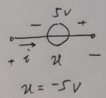 5V
- +
+ i u -
u = -5V